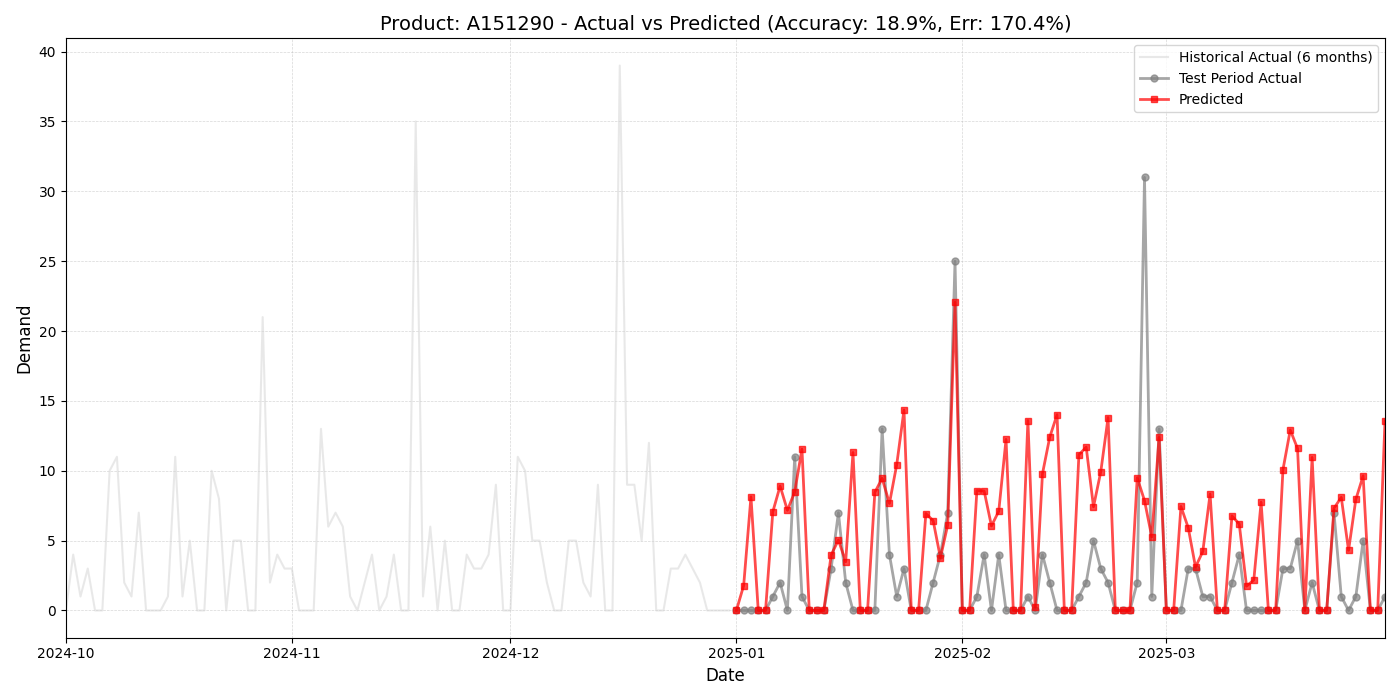 Product: A151290 - Actual vs Predicted (Accuracy: 18.9%, Err: 170.4%)
Historical Actual (6 months)
Test Period Actual
Predicted
Demand
40
35
30
25
20
15
10
5
0
2024-10
2024-11
2024-12
2025-01
2025-02
2025-03
Date